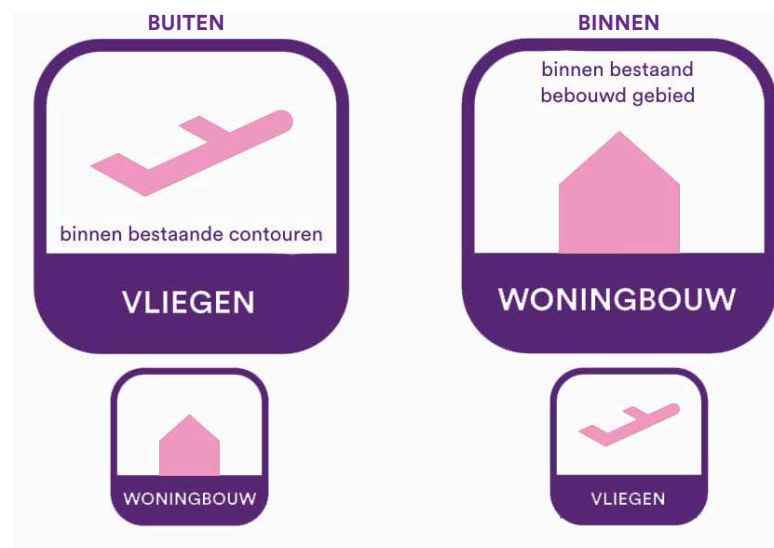 BUITEN
binnen bestaande contouren
VLIEGEN
WONINGBOUW
BINNEN
binnen bestaand
bebouwd gebied
WONINGBOUW
VLIEGEN